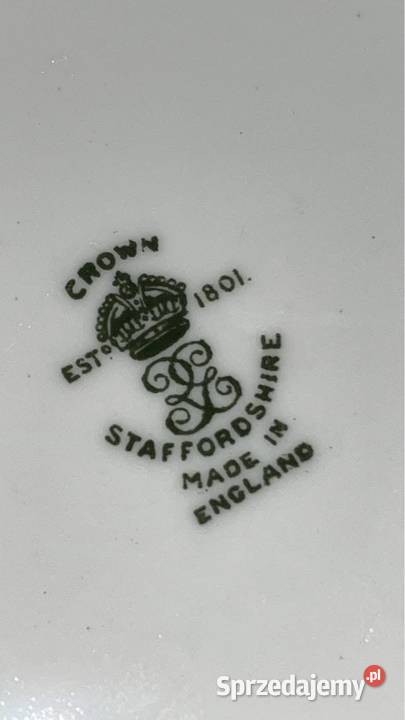 CROWN
ESTD. 1801.
STAFFORDSHIRE
MADE IN
ENGLAND
Sprzedajemy.pl